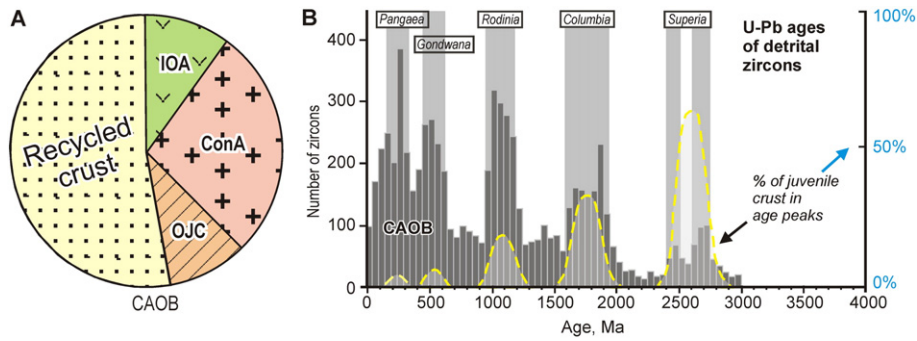 A
IOA
ConA
Recycled
crust
OJC
CAOB
B
Pangaea
Gondwana
Rodinia
Columbia
Superia
U-Pb ages
of detrital
zircons
100%
50%
0%
% of juvenile
crust in
age peaks
CAOB
Number of zircons
400
300
200
100
0
0
500
1000
1500
2000
2500
3000
4000
Age, Ma